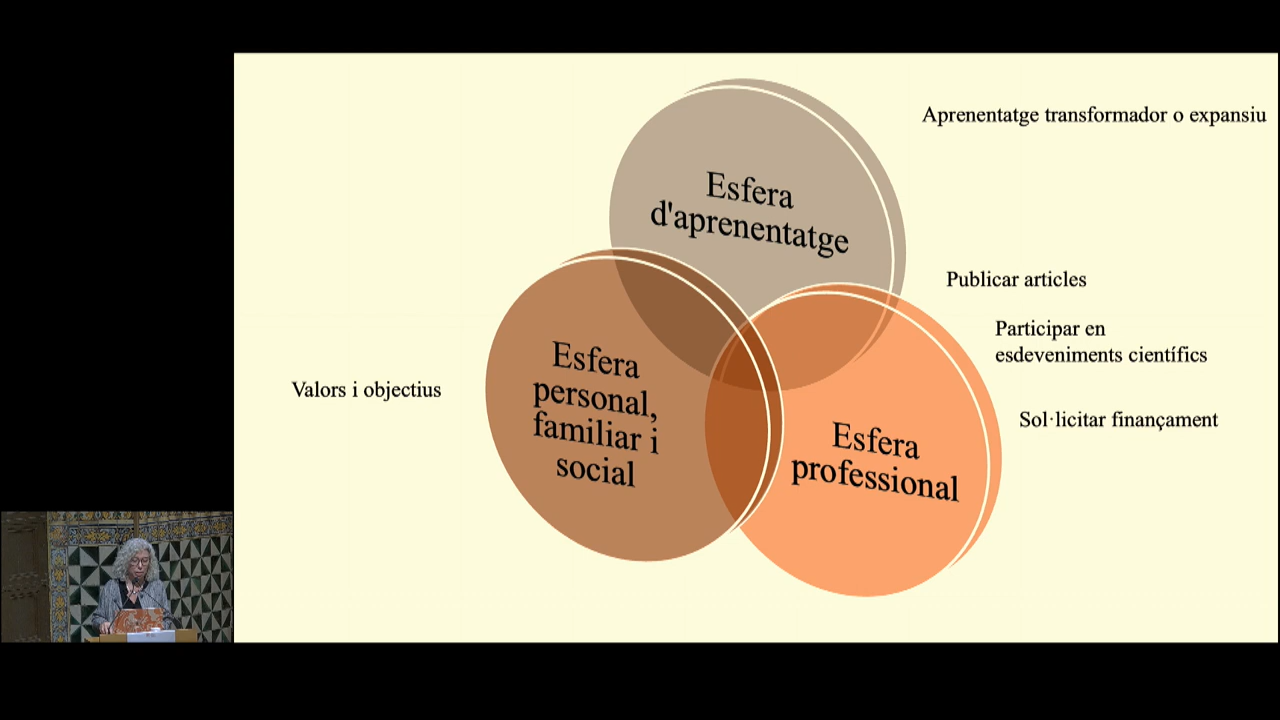 Aprenentatge transformador o expansiu
Esfera
d'aprenentatge
Publicar articles
Participar en
esdeveniments científics
Sol·licitar finançament
Valors i objectius
Esfera
personal,
familiar i
social
Esfera
professional